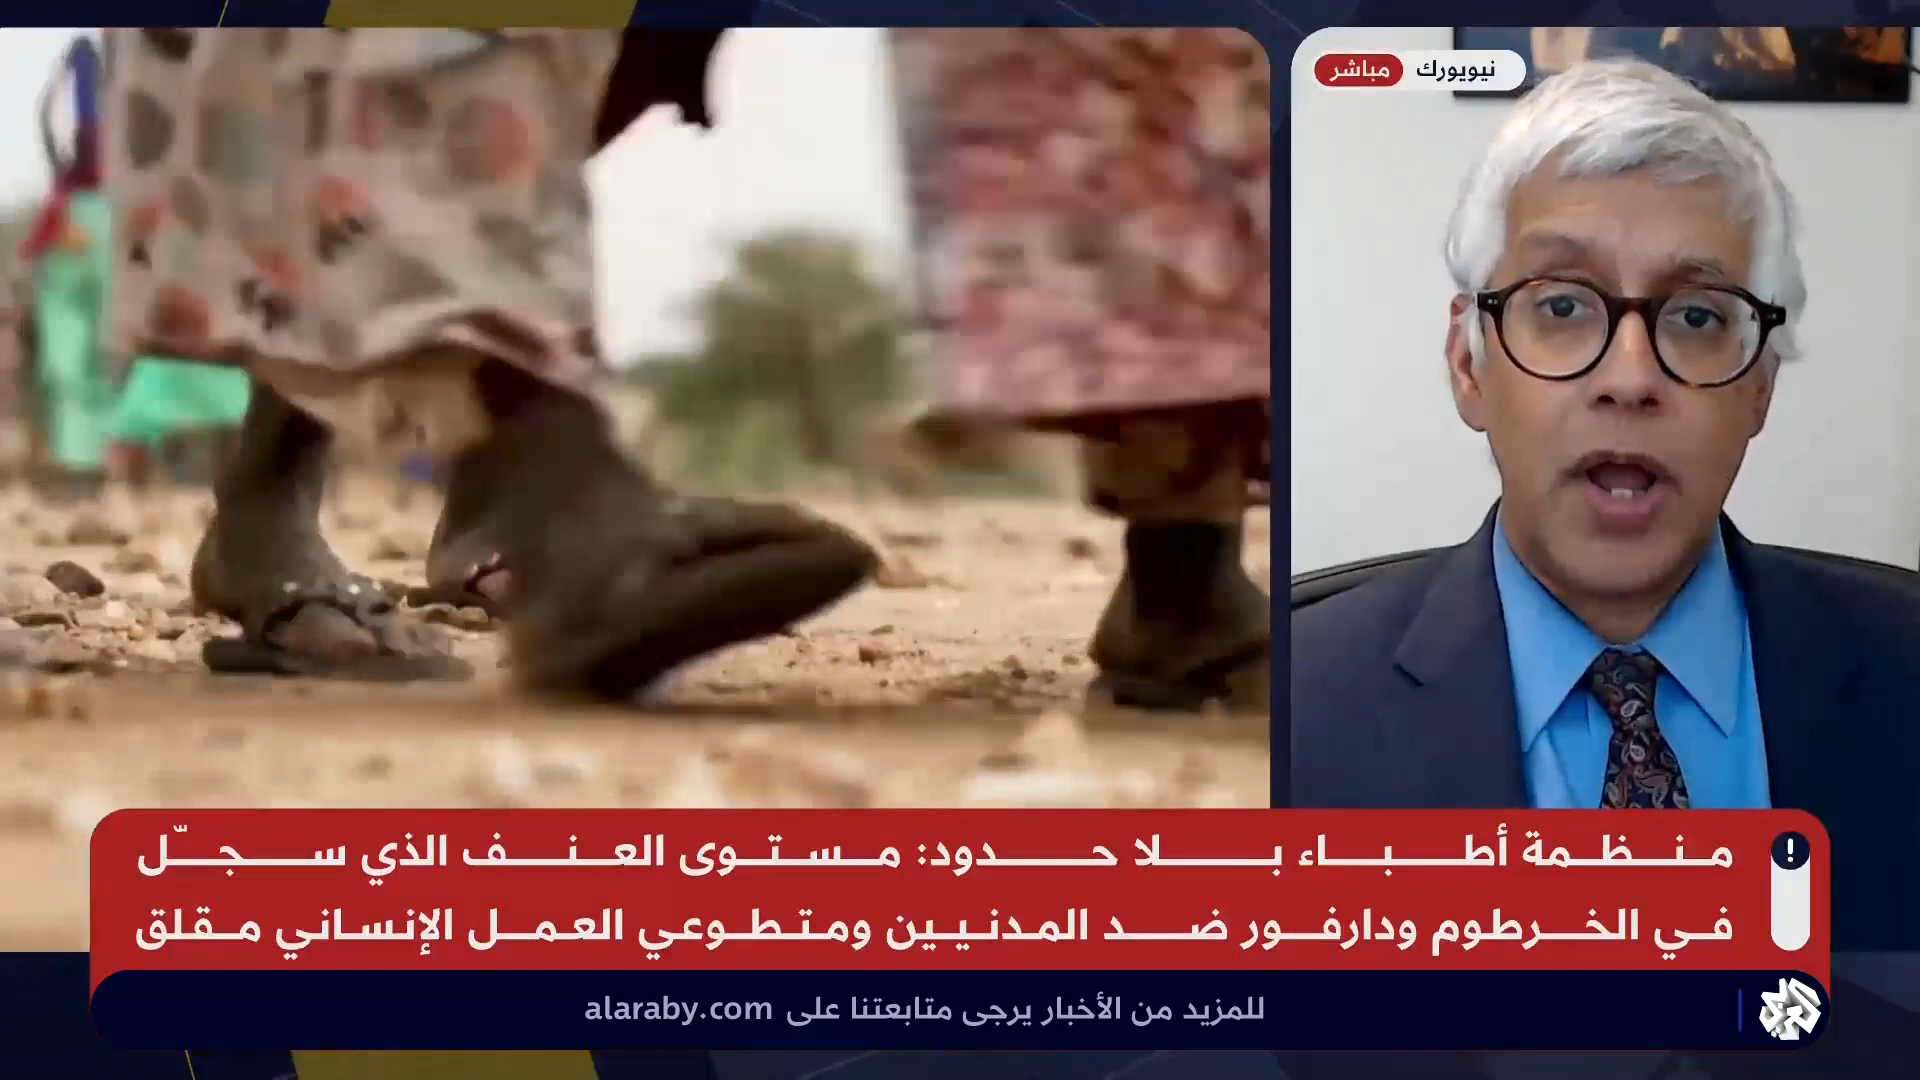 نيويورك مباشر
منظمة أطباء بلا حدود: مستوى العنف الذي سجّل
في الخرطوم ودارفور ضد المدنيين ومتطوعي العمل الإنساني مقلق
للمزيد من الأخبار يرجى متابعتنا على alaraby.com